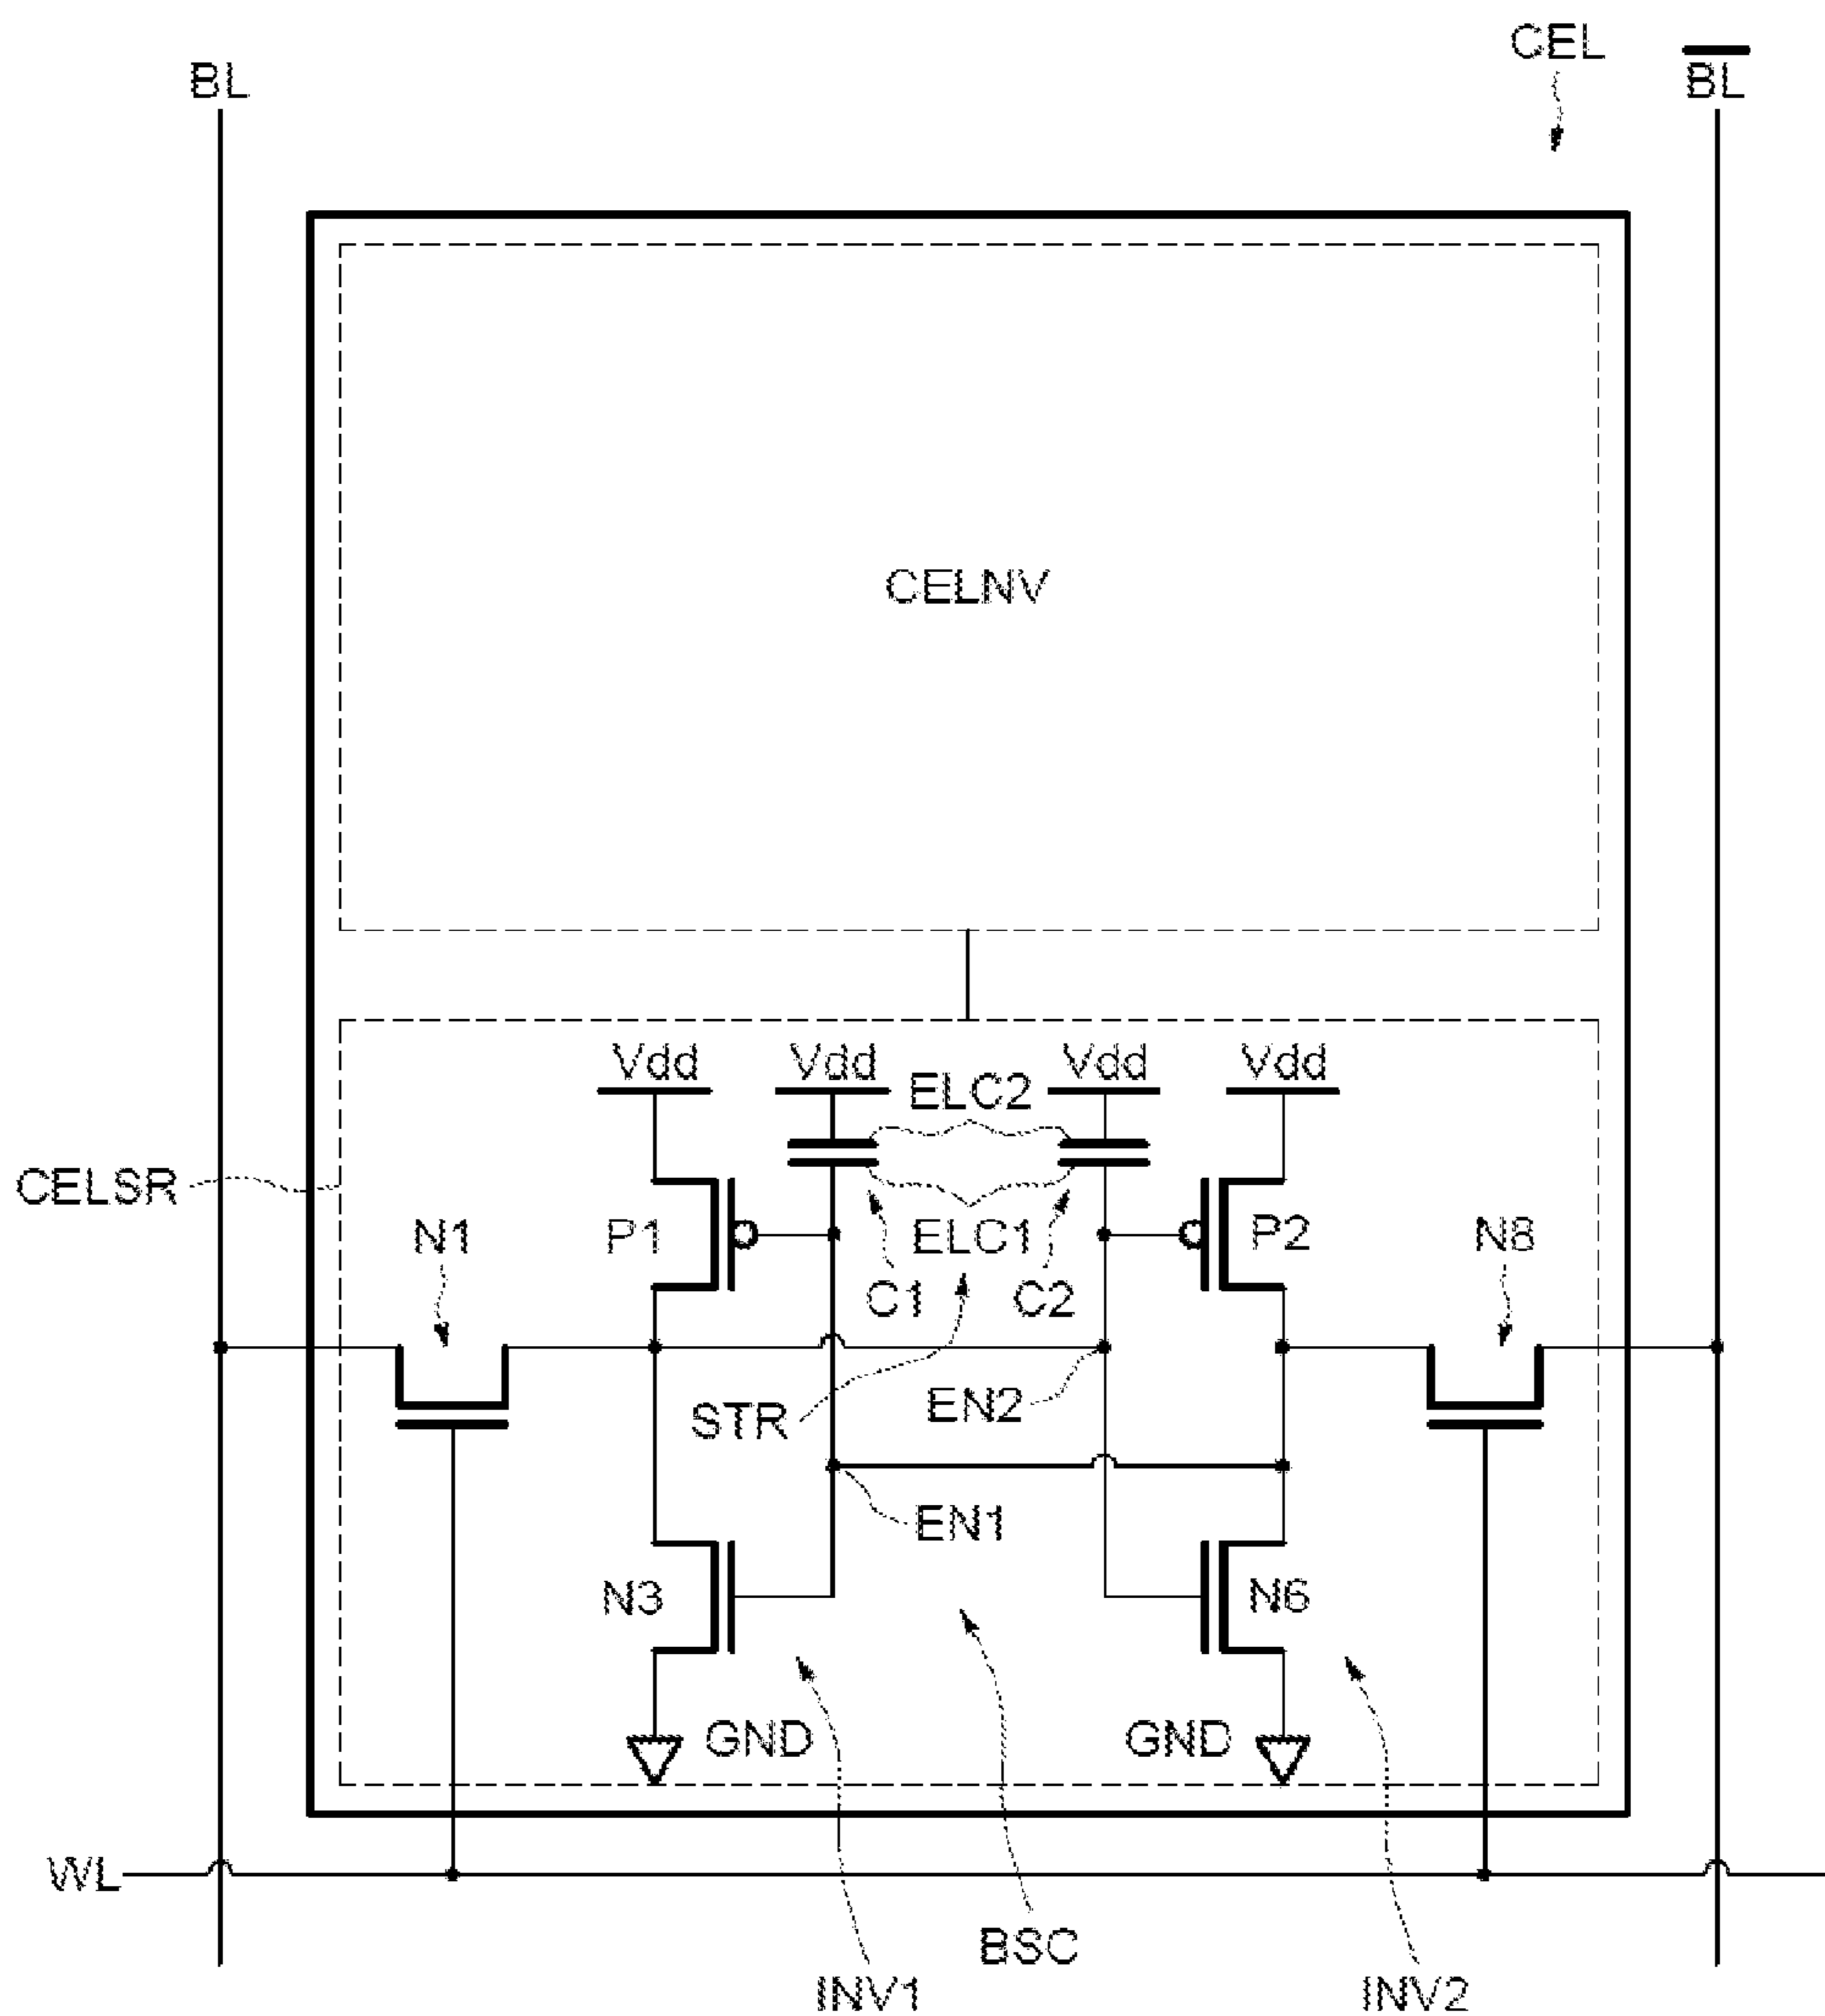 CEL
BL
BL
CELNV
Vdd
Vdd
Vdd
Vdd
ELC2
CELSR
N1
P1
ELC1
P2
N8
C1
C2
STR
EN2
EN1
N3
N6
GND
GND
WL
BSC
INV1
INV2